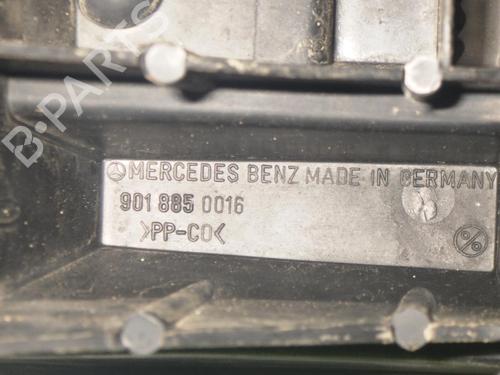 B-PARTS
MERCEDES BENZ MADE IN GERMANY
901 885 0016
>PP-CO<